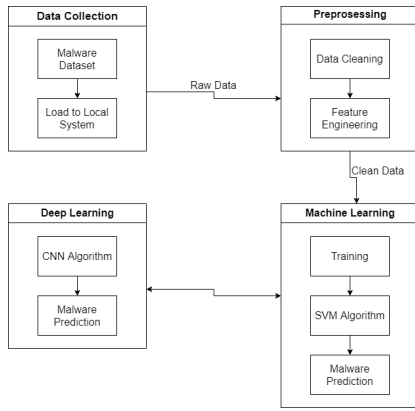 Data Collection
Malware
Dataset
Load to Local
System
Raw Data
Preprosessing
Data Cleaning
Feature
Engineering
Clean Data
Deep Learning
CNN Algorithm
Malware
Prediction
Machine Learning
Training
SVM Algorithm
Malware
Prediction